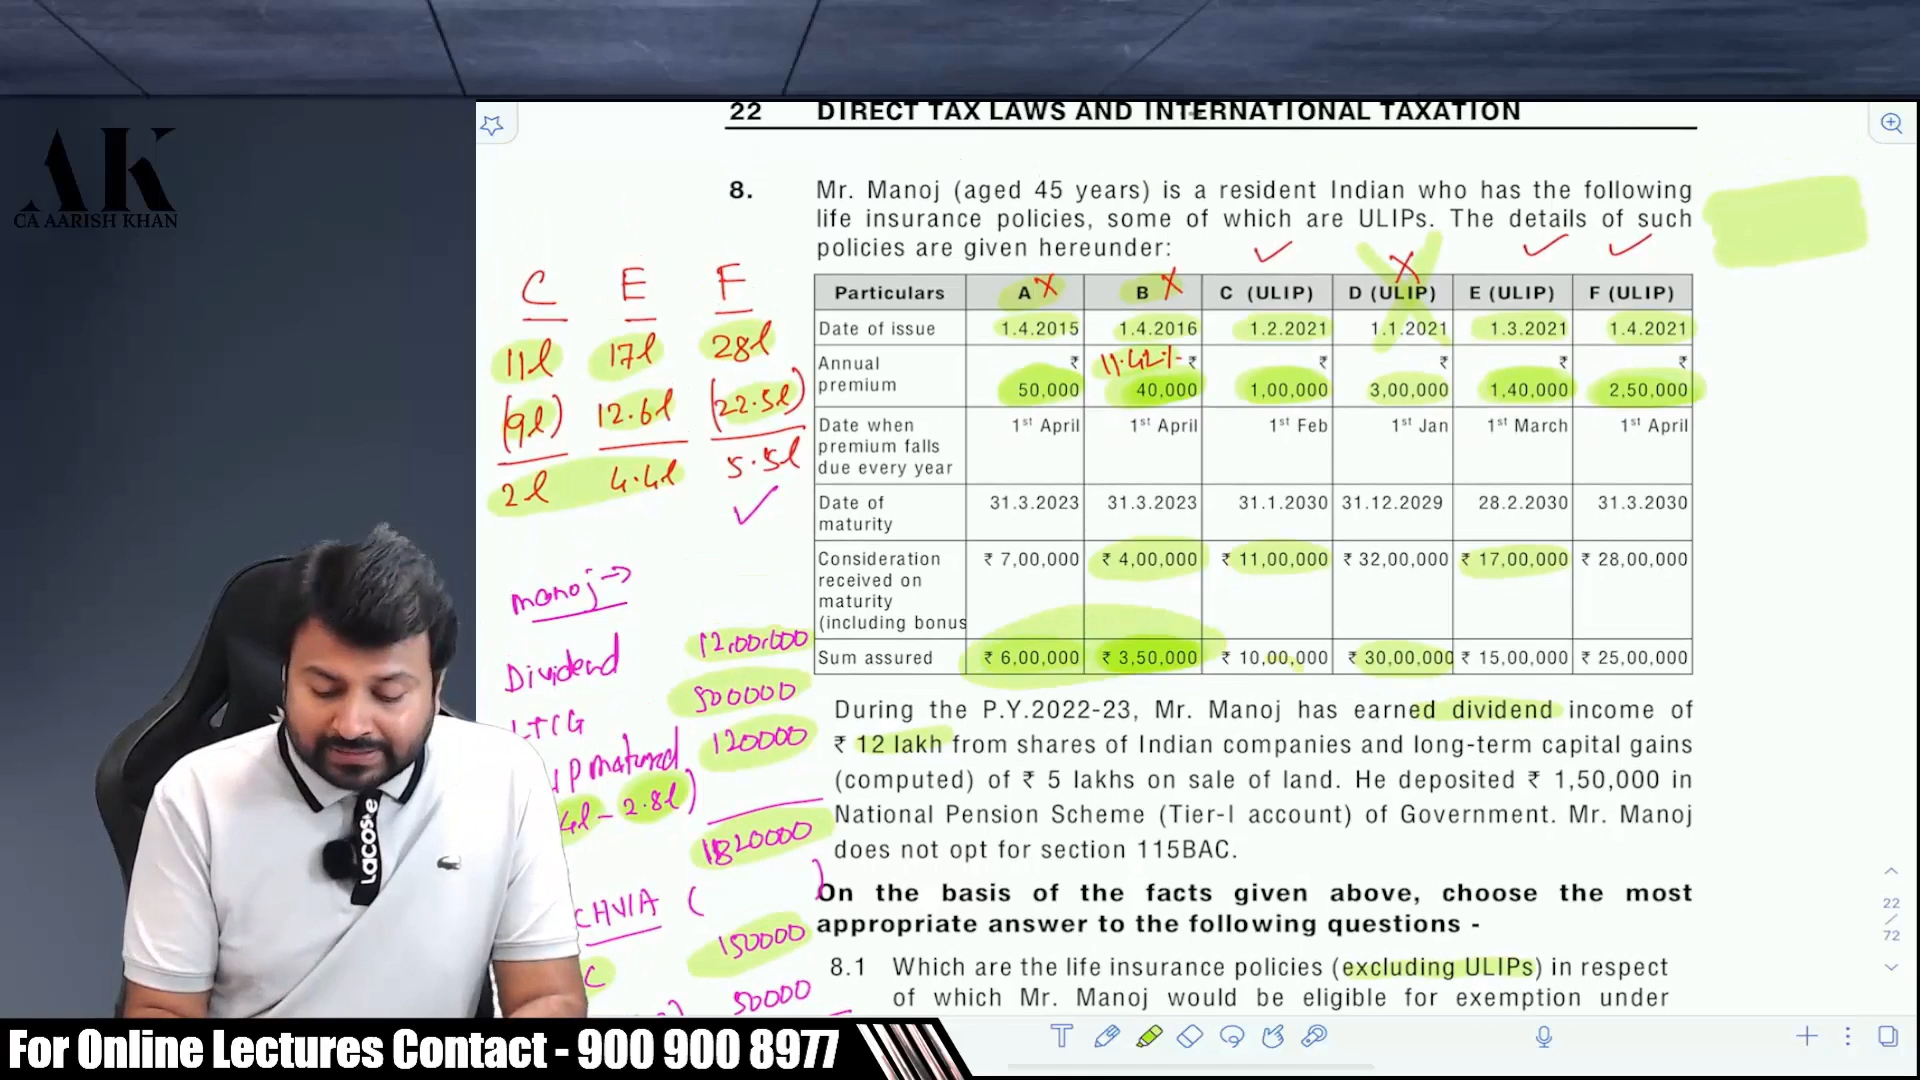 AK
CA AARISH KHAN
22 DIRECT TAX LAWS AND INTERNATIONAL TAXATION
8. Mr. Manoj (aged 45 years) is a resident Indian who has the following
life insurance policies, some of which are ULIPs. The details of such
policies are given hereunder:
Particulars A X B X C (ULIP) D (ULIP) E (ULIP) F (ULIP)
Date of issue 1.4.2015 1.4.2016 1.2.2021 1.1.2021 1.3.2021 1.4.2021
Annual ₹ 11.42% ₹ ₹ ₹ ₹ ₹
premium 50,000 40,000 1,00,000 3,00,000 1,40,000 2,50,000
Date when 1st April 1st April 1st Feb 1st Jan 1st March 1st April
premium falls
due every year
Date of 31.3.2023 31.3.2023 31.1.2030 31.12.2029 28.2.2030 31.3.2030
maturity
Consideration ₹ 7,00,000 ₹ 4,00,000 ₹ 11,00,000 ₹ 32,00,000 ₹ 17,00,000 ₹ 28,00,000
received on
maturity
(including bonus
Sum assured ₹ 6,00,000 ₹ 3,50,000 ₹ 10,00,000 ₹ 30,00,000 ₹ 15,00,000 ₹ 25,00,000
During the P.Y.2022-23, Mr. Manoj has earned dividend income of
₹ 12 lakh from shares of Indian companies and long-term capital gains
(computed) of ₹ 5 lakhs on sale of land. He deposited ₹ 1,50,000 in
National Pension Scheme (Tier-I account) of Government. Mr. Manoj
does not opt for section 115BAC.
On the basis of the facts given above, choose the most
appropriate answer to the following questions -
8.1 Which are the life insurance policies (excluding ULIPs) in respect
of which Mr. Manoj would be eligible for exemption under
C E F
11l 17l 28l
(9l) 12.6l (22.5l)
2l 4.4l 5.5l
Manoj →
Dividend 12,00,000
LTCG 500000
matured 120000
4l - 2.8l)
1820000
CHVIA (
C 150000
50000
22
/
72
Lacoste
For Online Lectures Contact - 900 900 8977